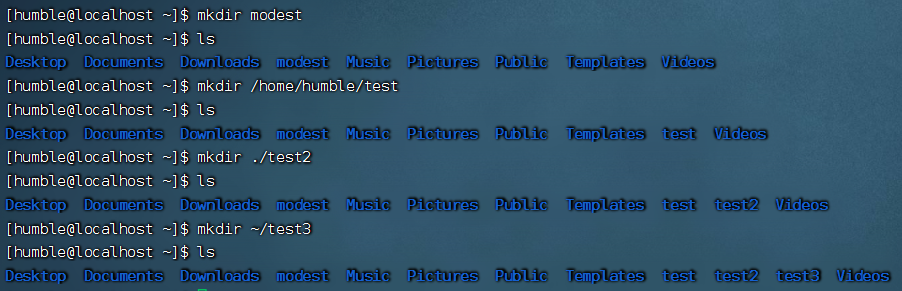 [humble@localhost ~]$ mkdir modest
[humble@localhost ~]$ ls
Desktop  Documents  Downloads  modest  Music  Pictures  Public  Templates  Videos
[humble@localhost ~]$ mkdir /home/humble/test
[humble@localhost ~]$ ls
Desktop  Documents  Downloads  modest  Music  Pictures  Public  Templates  test  Videos
[humble@localhost ~]$ mkdir ./test2
[humble@localhost ~]$ ls
Desktop  Documents  Downloads  modest  Music  Pictures  Public  Templates  test  test2  Videos
[humble@localhost ~]$ mkdir ~/test3
[humble@localhost ~]$ ls
Desktop  Documents  Downloads  modest  Music  Pictures  Public  Templates  test  test2  test3  Videos